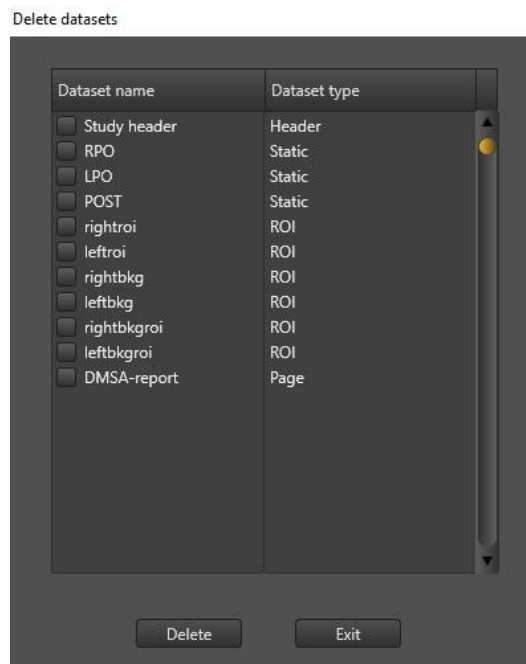 Delete datasets
Dataset name Dataset type
Study header Header
RPO Static
LPO Static
POST Static
rightroi ROI
leftroi ROI
rightbkg ROI
leftbkg ROI
rightbkgroi ROI
leftbkgroi ROI
DMSA-report Page
Delete Exit